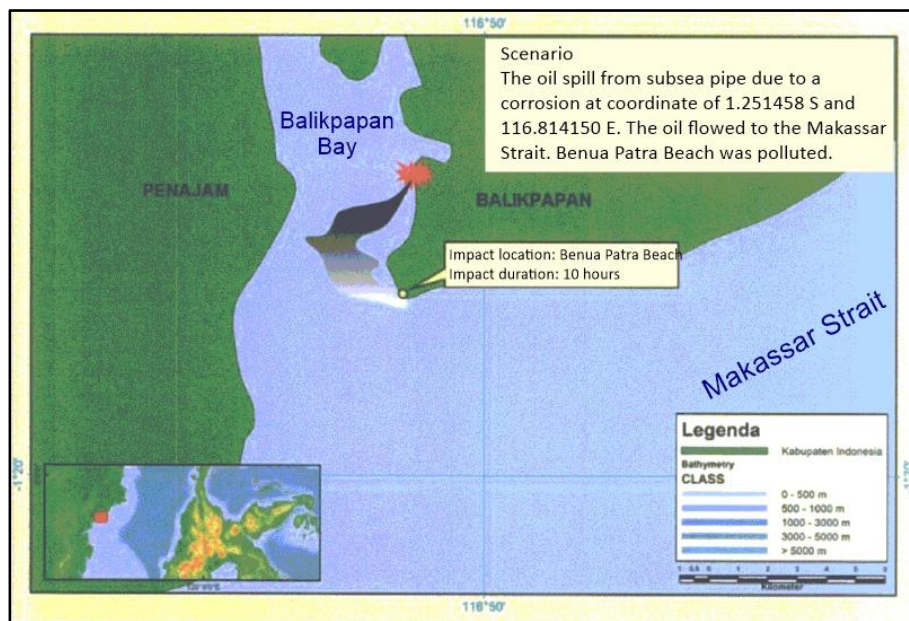 116°50'
Scenario
The oil spill from subsea pipe due to a
corrosion at coordinate of 1.251458 S and
116.814150 E. The oil flowed to the Makassar
Strait. Benua Patra Beach was polluted.
Balikpapan
Bay
PENAJAM
BALIKPAPAN
Impact location: Benua Patra Beach
Impact duration: 10 hours
Makassar Strait
-1°20'
Legenda
Kabupaten Indonesia
Bathymetry
CLASS
0 - 500 m
500 - 1000 m
1000 - 3000 m
3000 - 5000 m
> 5000 m
Kilometer
116°50'